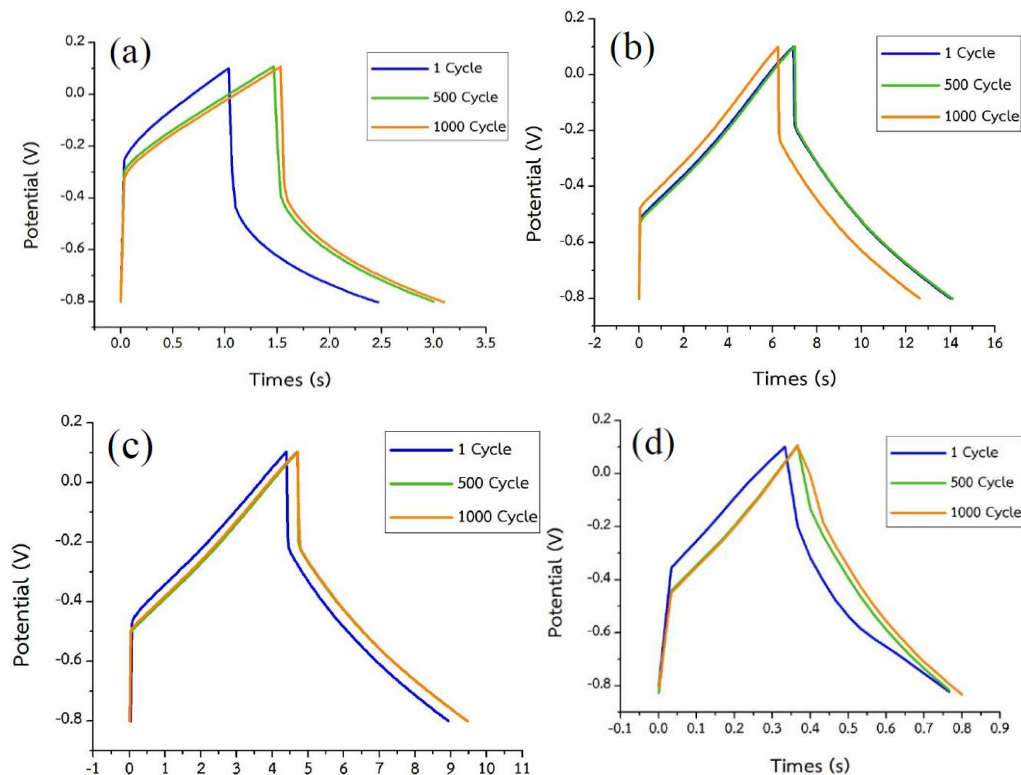 (a)
1 Cycle
500 Cycle
1000 Cycle
Potential (V)
0.2
0.0
-0.2
-0.4
-0.6
-0.8
0.0 0.5 1.0 1.5 2.0 2.5 3.0 3.5
Times (s)
(b)
1 Cycle
500 Cycle
1000 Cycle
Potential (V)
0.2
0.0
-0.2
-0.4
-0.6
-0.8
-2 0 2 4 6 8 10 12 14 16
Times (s)
(c)
1 Cycle
500 Cycle
1000 Cycle
Potential (V)
0.2
0.0
-0.2
-0.4
-0.6
-0.8
-1 0 1 2 3 4 5 6 7 8 9 10 11
(d)
1 Cycle
500 Cycle
1000 Cycle
Potential (V)
0.2
0.0
-0.2
-0.4
-0.6
-0.8
-0.1 0.0 0.1 0.2 0.3 0.4 0.5 0.6 0.7 0.8 0.9
Times (s)